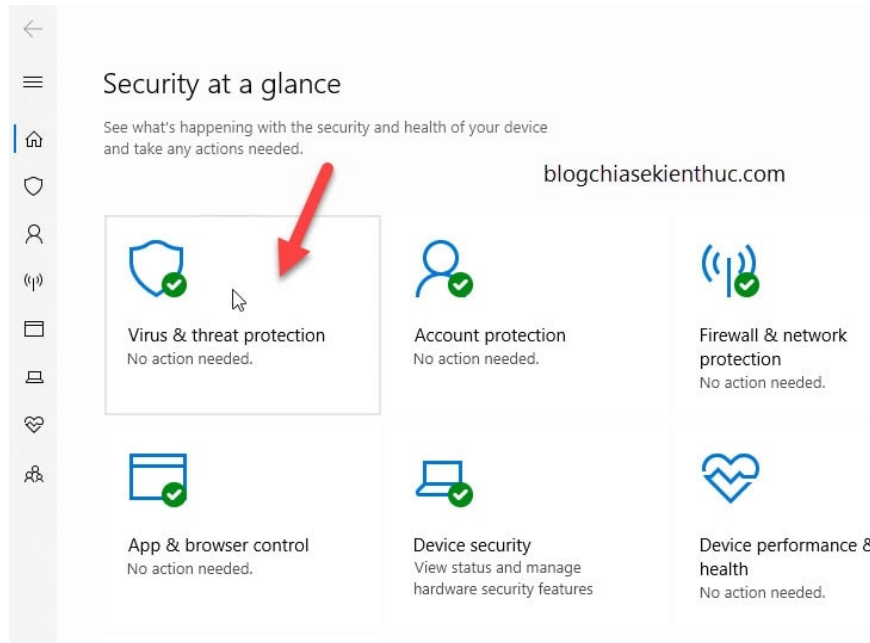 Security at a glance
See what's happening with the security and health of your device
and take any actions needed.
blogchiasekienthuc.com
Virus & threat protection
No action needed.
Account protection
No action needed.
Firewall & network
protection
No action needed.
App & browser control
No action needed.
Device security
View status and manage
hardware security features
Device performance &
health
No action needed.